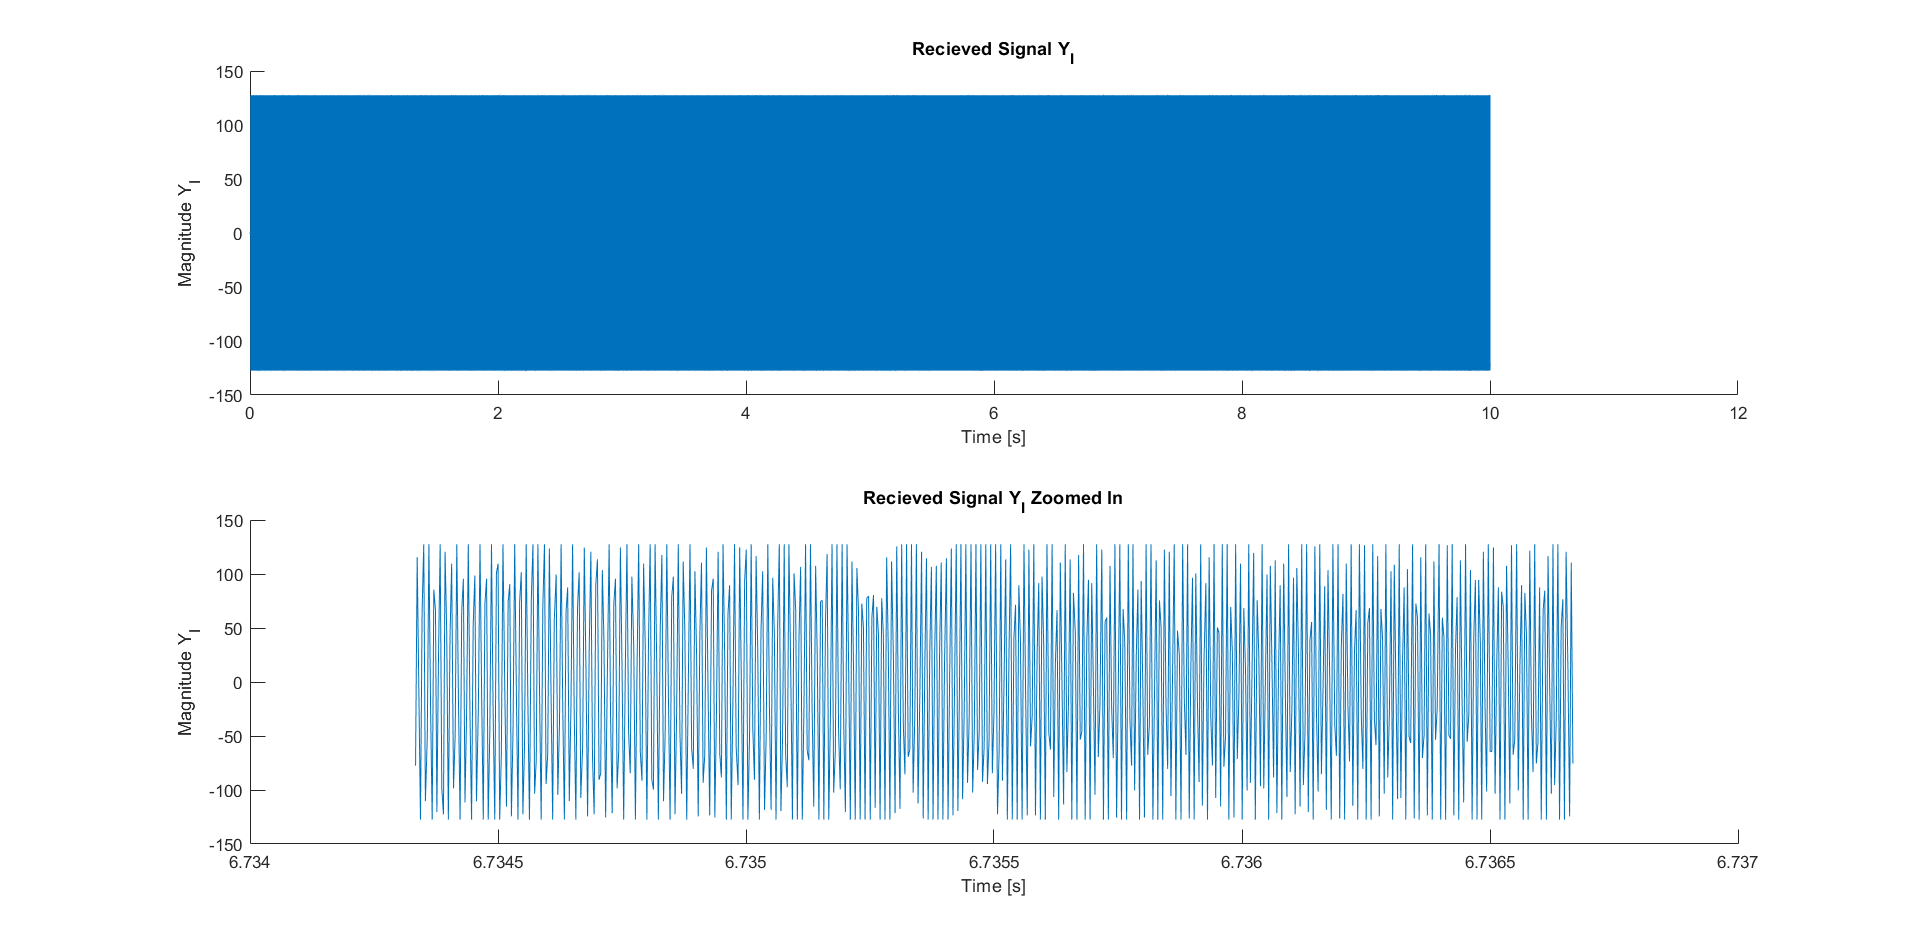 Recieved Signal Y_I
Magnitude Y_I
150
100
50
0
-50
-100
-150
0 2 4 6 8 10 12
Time [s]
Recieved Signal Y_I Zoomed In
Magnitude Y_I
150
100
50
0
-50
-100
-150
6.734 6.7345 6.735 6.7355 6.736 6.7365 6.737
Time [s]